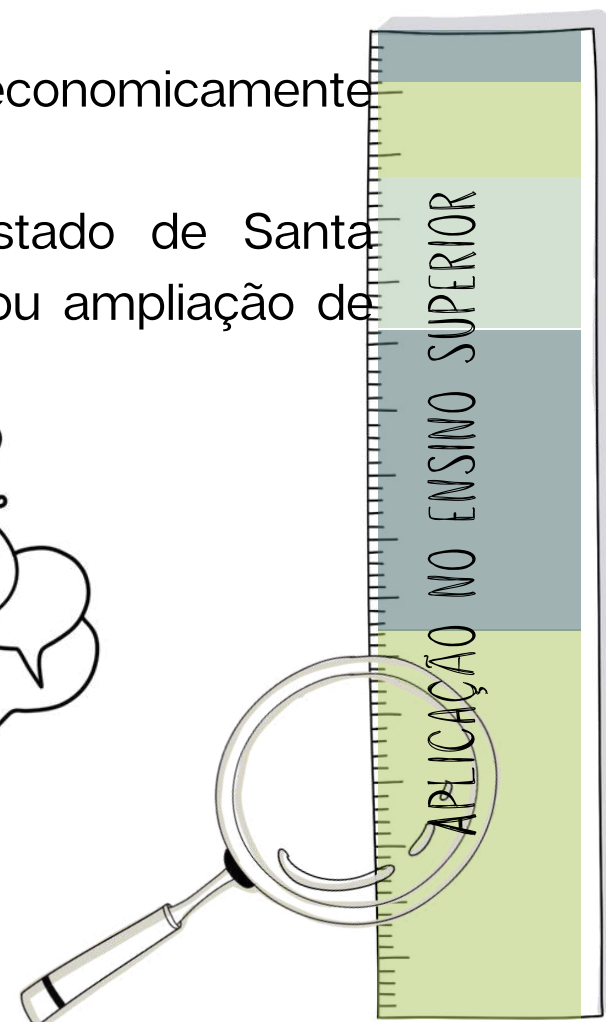 economicamente
stado de Santa
ou ampliação de
APLICAÇÃO NO ENSINO SUPERIOR